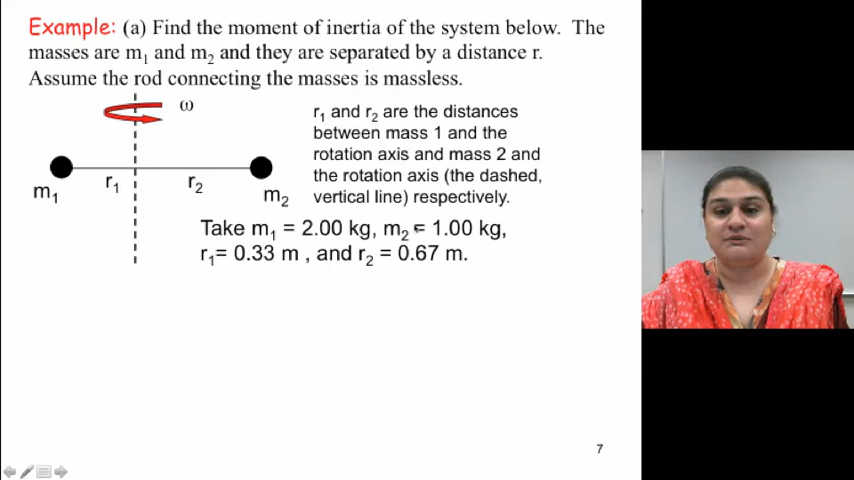 Example: (a) Find the moment of inertia of the system below. The
masses are m₁ and m₂ and they are separated by a distance r.
Assume the rod connecting the masses is massless.
ω
r₁ and r₂ are the distances
between mass 1 and the
rotation axis and mass 2 and
the rotation axis (the dashed,
vertical line) respectively.
m₁
r₁
r₂
m₂
Take m₁ = 2.00 kg, m₂ = 1.00 kg,
r₁= 0.33 m , and r₂ = 0.67 m.
7